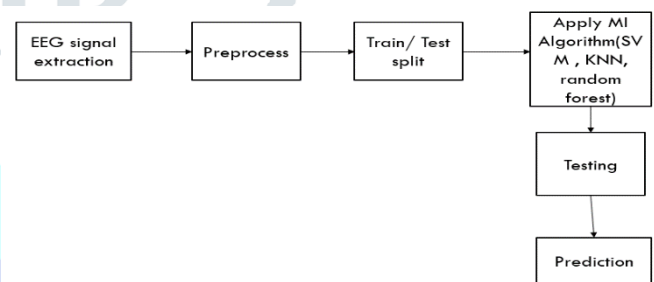 EEG signal
extraction
Preprocess
Train/ Test
split
Apply Ml
Algorithm(SV
M , KNN,
random
forest)
Testing
Prediction